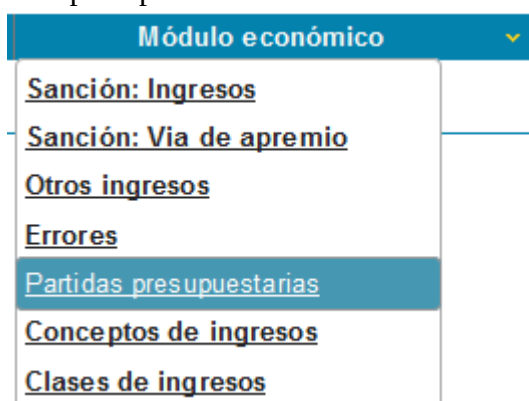 Módulo económico
Sanción: Ingresos
Sanción: Via de apremio
Otros ingresos
Errores
Partidas presupuestarias
Conceptos de ingresos
Clases de ingresos